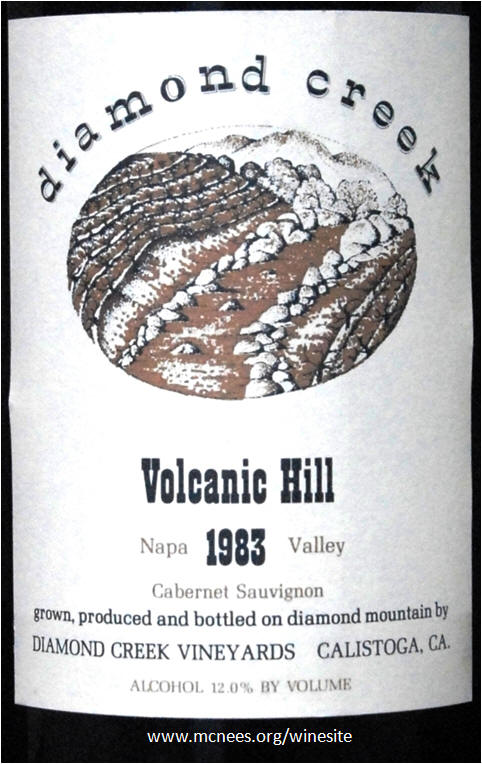 diamond creek
Volcanic Hill
Napa 1983 Valley
Cabernet Sauvignon
grown, produced and bottled on diamond mountain by
DIAMOND CREEK VINEYARDS CALISTOGA, CA.
ALCOHOL 12.0% BY VOLUME
www.mcnees.org/winesite